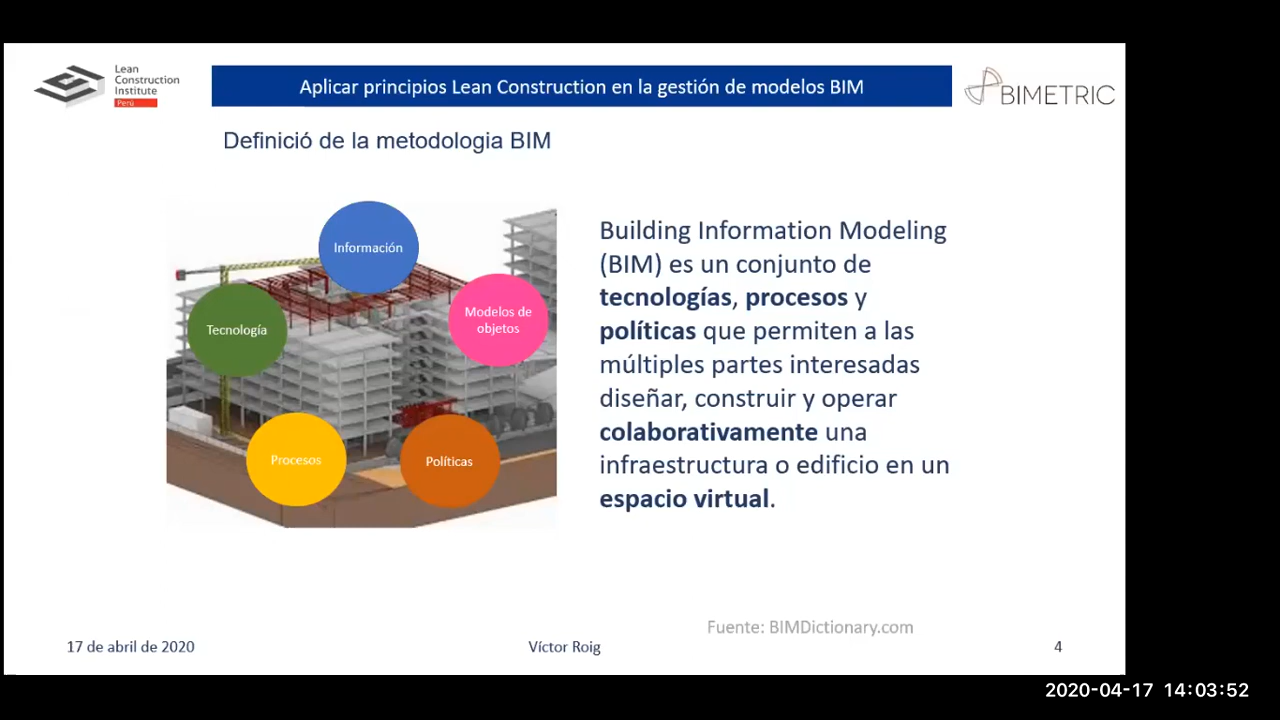 Lean
Construction
Institute
Perú
Aplicar principios Lean Construction en la gestión de modelos BIM
BIMETRIC
Definició de la metodologia BIM
Información
Modelos de
objetos
Tecnología
Procesos
Políticas
Building Information Modeling
(BIM) es un conjunto de
tecnologías, procesos y
políticas que permiten a las
múltiples partes interesadas
diseñar, construir y operar
colaborativamente una
infraestructura o edificio en un
espacio virtual.
Fuente: BIMDictionary.com
17 de abril de 2020
Víctor Roig
4
2020-04-17 14:03:52